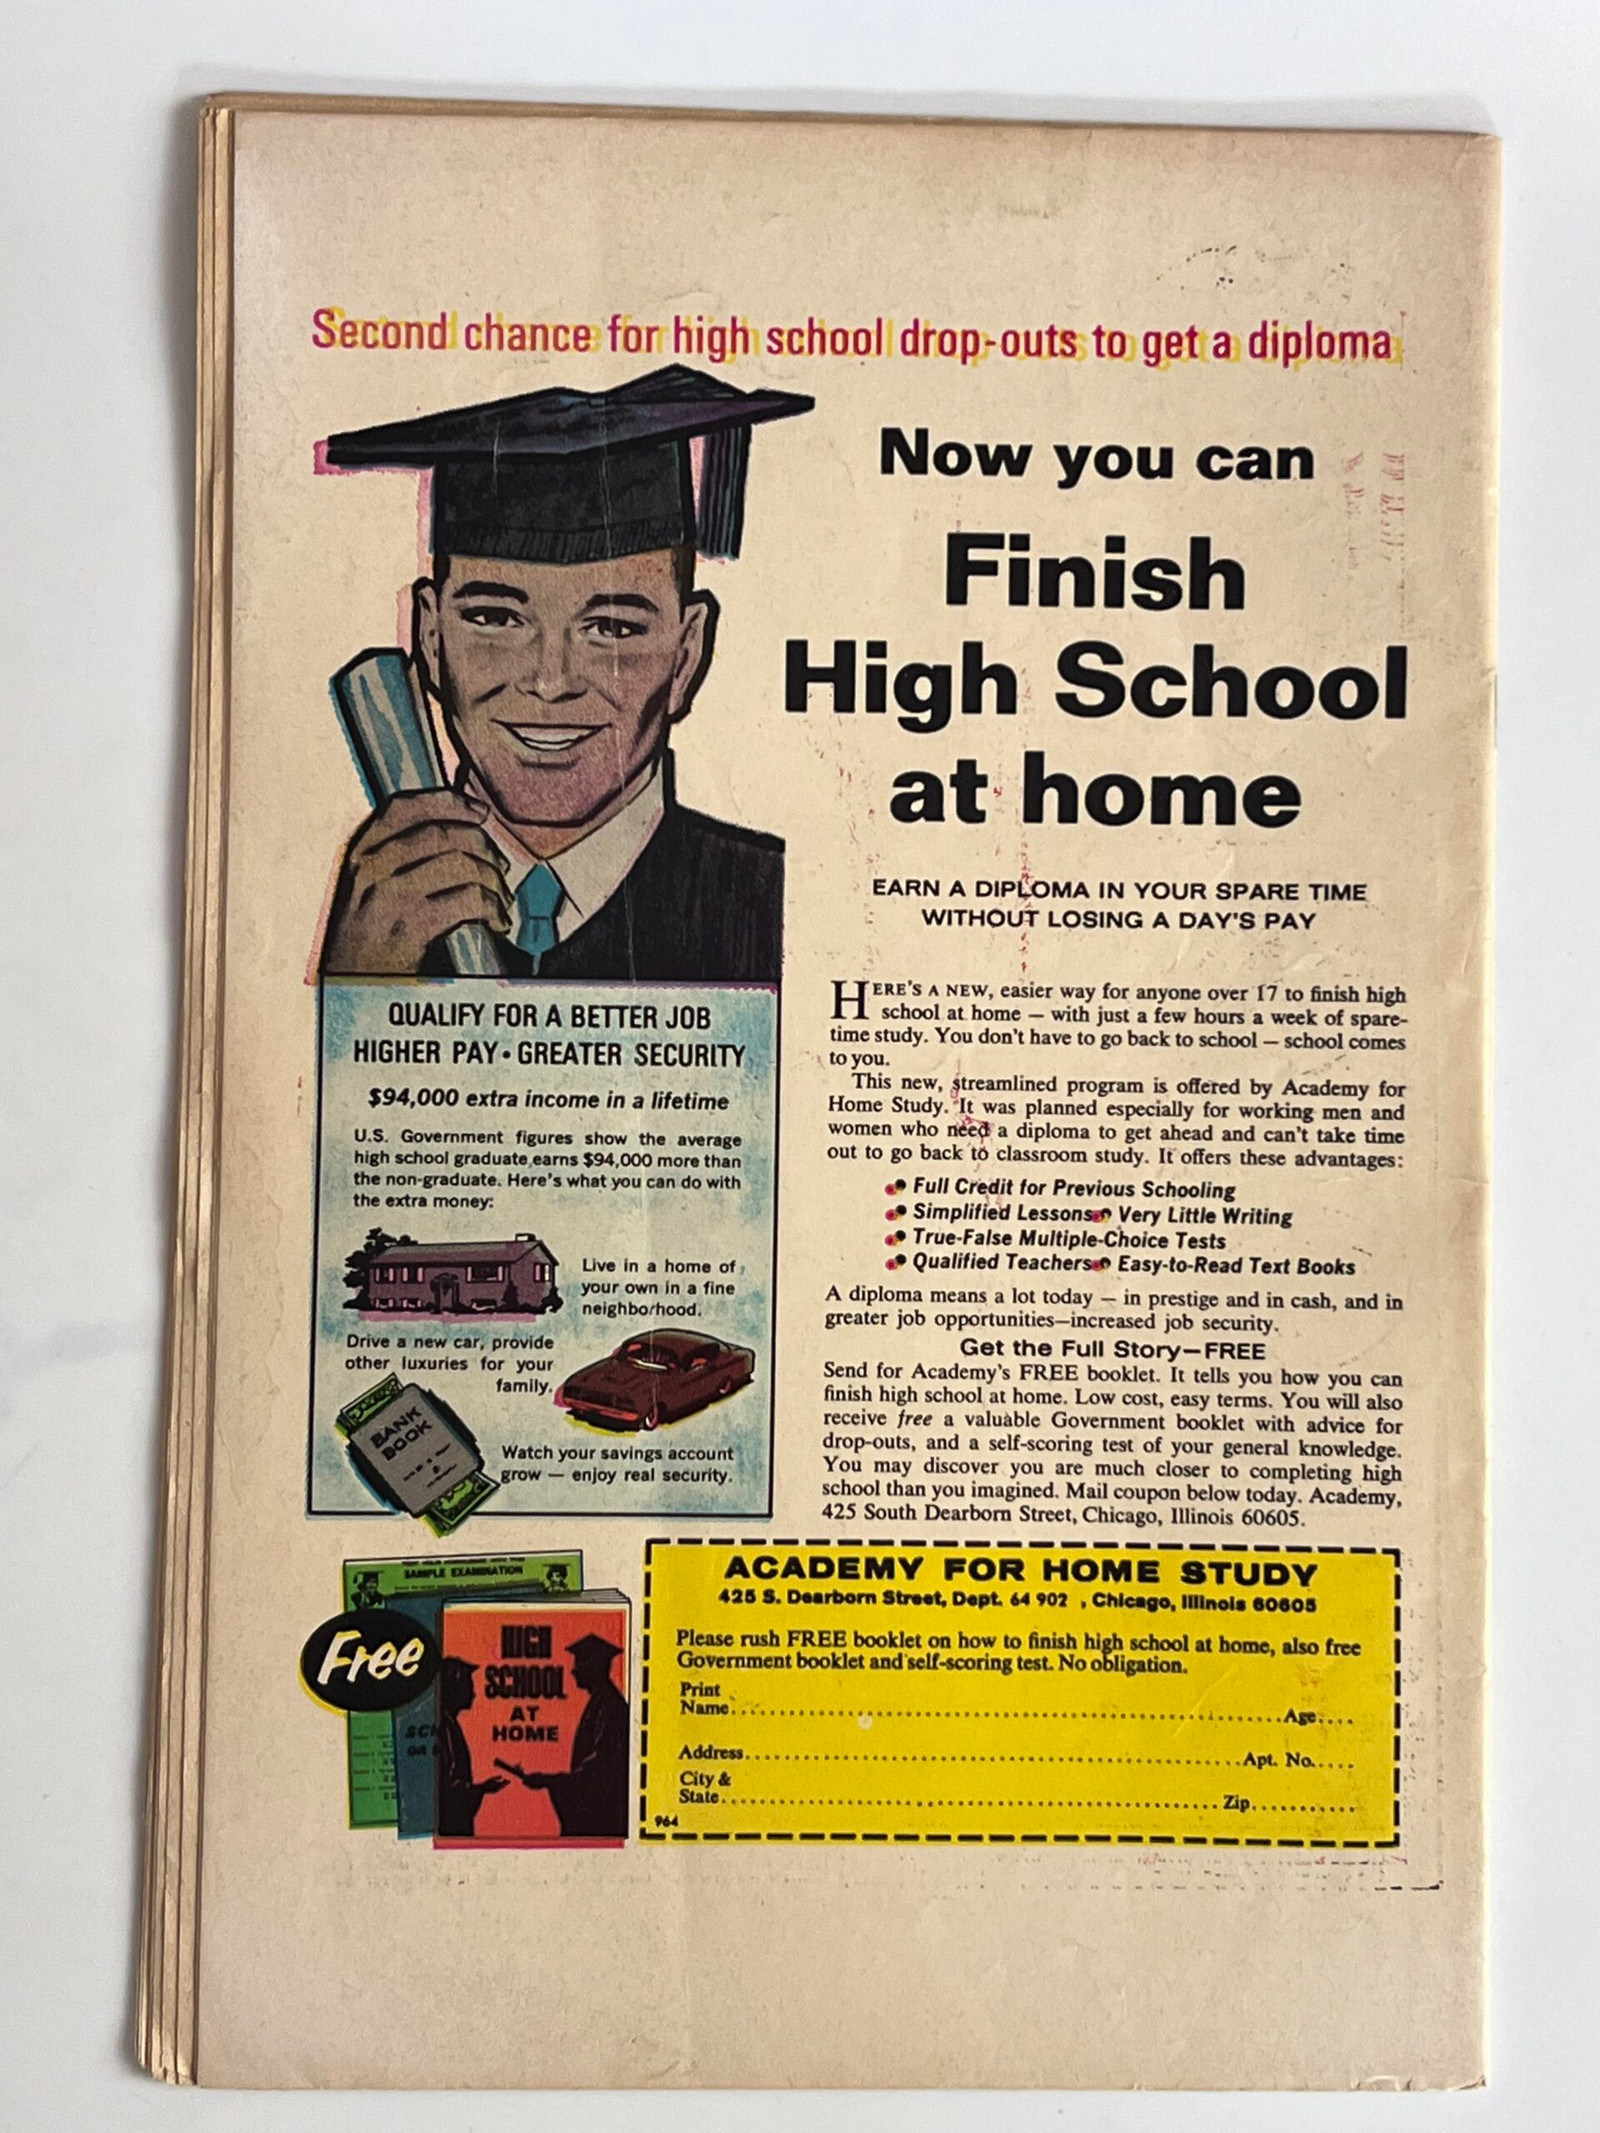 Second chance for high school drop-outs to get a diploma
Now you can
Finish
High School
at home
EARN A DIPLOMA IN YOUR SPARE TIME
WITHOUT LOSING A DAY'S PAY
QUALIFY FOR A BETTER JOB
HIGHER PAY • GREATER SECURITY
$94,000 extra income in a lifetime
U.S. Government figures show the average
high school graduate earns $94,000 more than
the non-graduate. Here's what you can do with
the extra money:
Live in a home of
your own in a fine
neighborhood.
Drive a new car, provide
other luxuries for your
family.
BANK
BOOK
Watch your savings account
grow — enjoy real security.
HERE'S A NEW, easier way for anyone over 17 to finish high
school at home — with just a few hours a week of spare-
time study. You don't have to go back to school — school comes
to you.
This new, streamlined program is offered by Academy for
Home Study. It was planned especially for working men and
women who need a diploma to get ahead and can't take time
out to go back to classroom study. It offers these advantages:
• Full Credit for Previous Schooling
• Simplified Lessons • Very Little Writing
• True-False Multiple-Choice Tests
• Qualified Teachers • Easy-to-Read Text Books
A diploma means a lot today — in prestige and in cash, and in
greater job opportunities—increased job security.
Get the Full Story—FREE
Send for Academy's FREE booklet. It tells you how you can
finish high school at home. Low cost, easy terms. You will also
receive free a valuable Government booklet with advice for
drop-outs, and a self-scoring test of your general knowledge.
You may discover you are much closer to completing high
school than you imagined. Mail coupon below today. Academy,
425 South Dearborn Street, Chicago, Illinois 60605.
SAMPLE EXAMINATION
Free
HIGH
SCHOOL
AT
HOME
SCH
OR
ACADEMY FOR HOME STUDY
425 S. Dearborn Street, Dept. 64 902 , Chicago, Illinois 60605
Please rush FREE booklet on how to finish high school at home, also free
Government booklet and self-scoring test. No obligation.
Print
Name.......... Age....
Address.......... Apt. No.....
City &
State.......... Zip..........
964